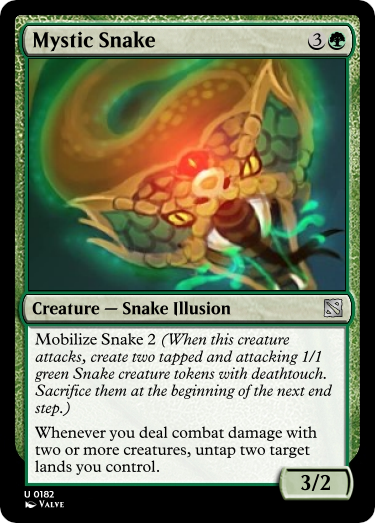 Mystic Snake 3
Creature — Snake Illusion
Mobilize Snake 2 (When this creature
attacks, create two tapped and attacking 1/1
green Snake creature tokens with deathtouch.
Sacrifice them at the beginning of the next end
step.)
Whenever you deal combat damage with
two or more creatures, untap two target
lands you control.
3/2
U 0182
Valve